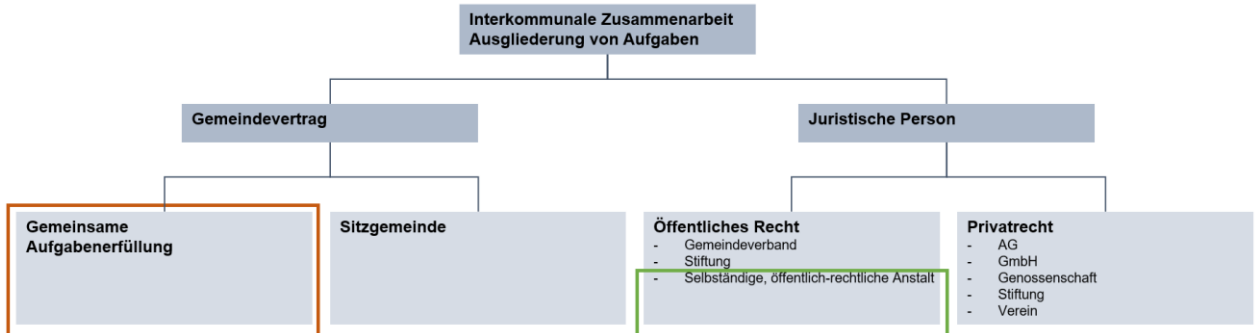 Interkommunale Zusammenarbeit
Ausgliederung von Aufgaben
Gemeindevertrag
Juristische Person
Gemeinsame
Aufgabenerfüllung
Sitzgemeinde
Öffentliches Recht
- Gemeindeverband
- Stiftung
- Selbständige, öffentlich-rechtliche Anstalt
Privatrecht
- AG
- GmbH
- Genossenschaft
- Stiftung
- Verein